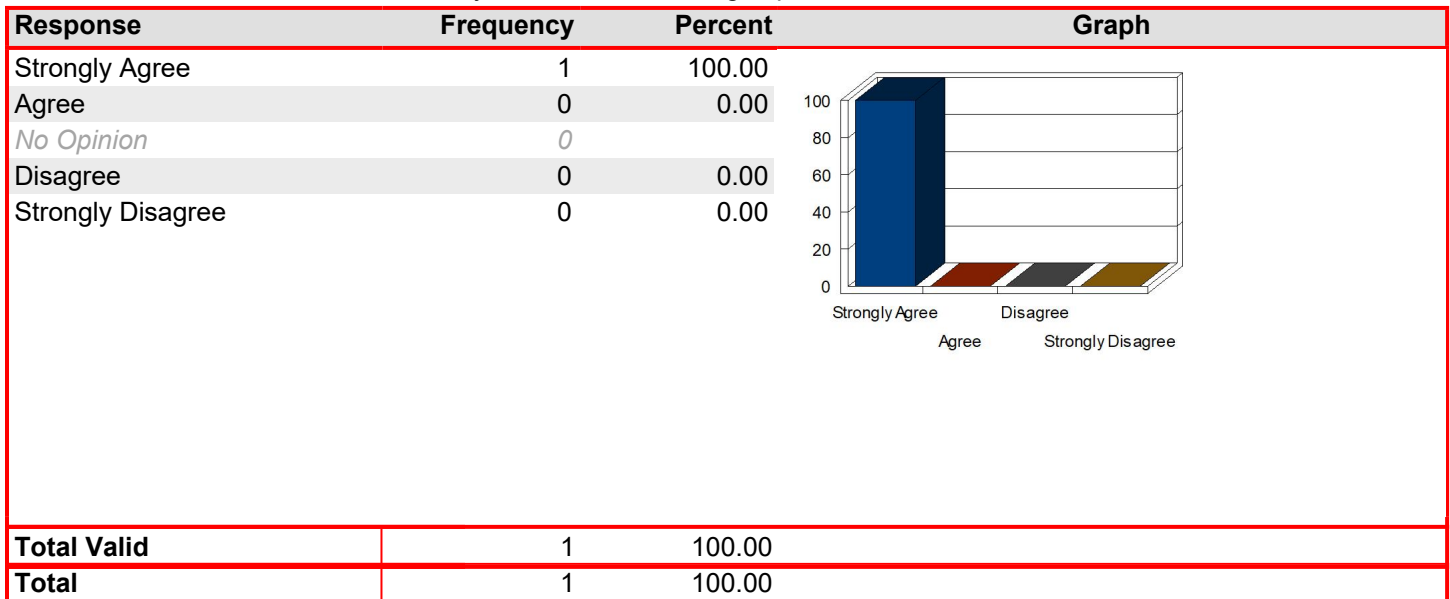 Response Frequency Percent Graph
Strongly Agree 1 100.00
Agree 0 0.00
No Opinion 0
Disagree 0 0.00
Strongly Disagree 0 0.00
100
80
60
40
20
0
Strongly Agree Disagree
Agree Strongly Disagree
Total Valid 1 100.00
Total 1 100.00